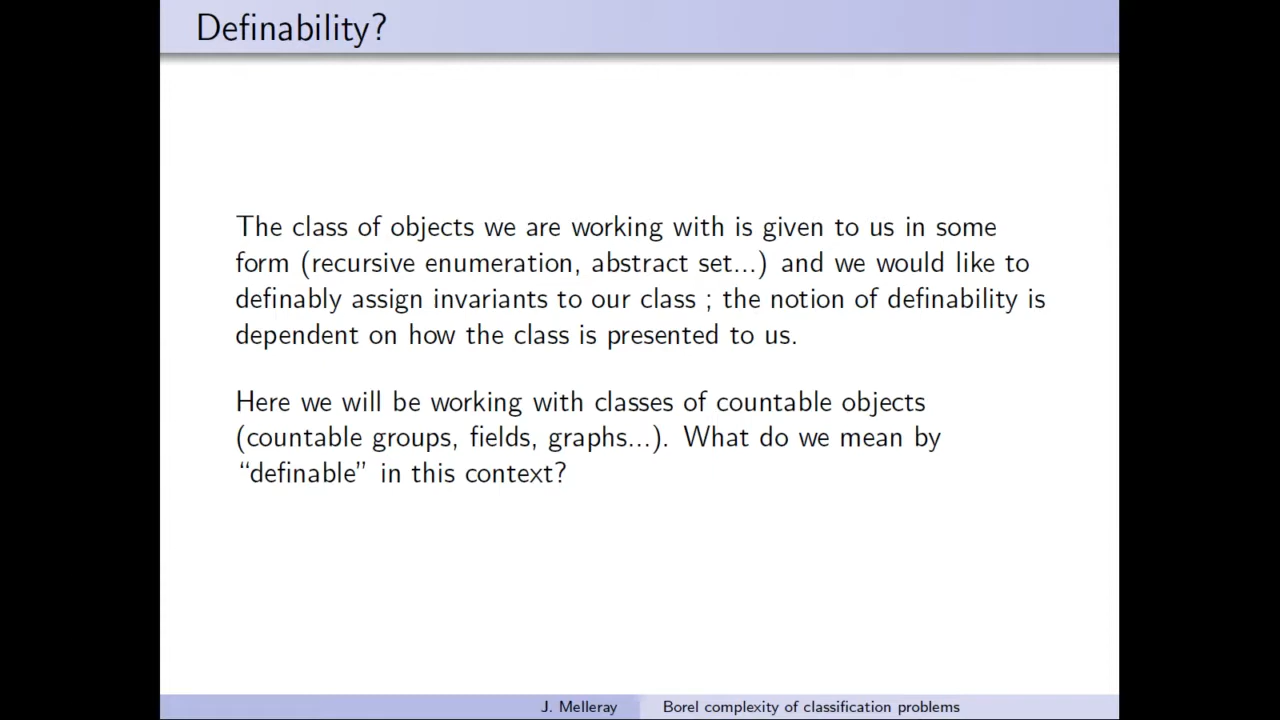 Definability?
The class of objects we are working with is given to us in some
form (recursive enumeration, abstract set...) and we would like to
definably assign invariants to our class ; the notion of definability is
dependent on how the class is presented to us.
Here we will be working with classes of countable objects
(countable groups, fields, graphs...). What do we mean by
“definable” in this context?
J. Melleray
Borel complexity of classification problems